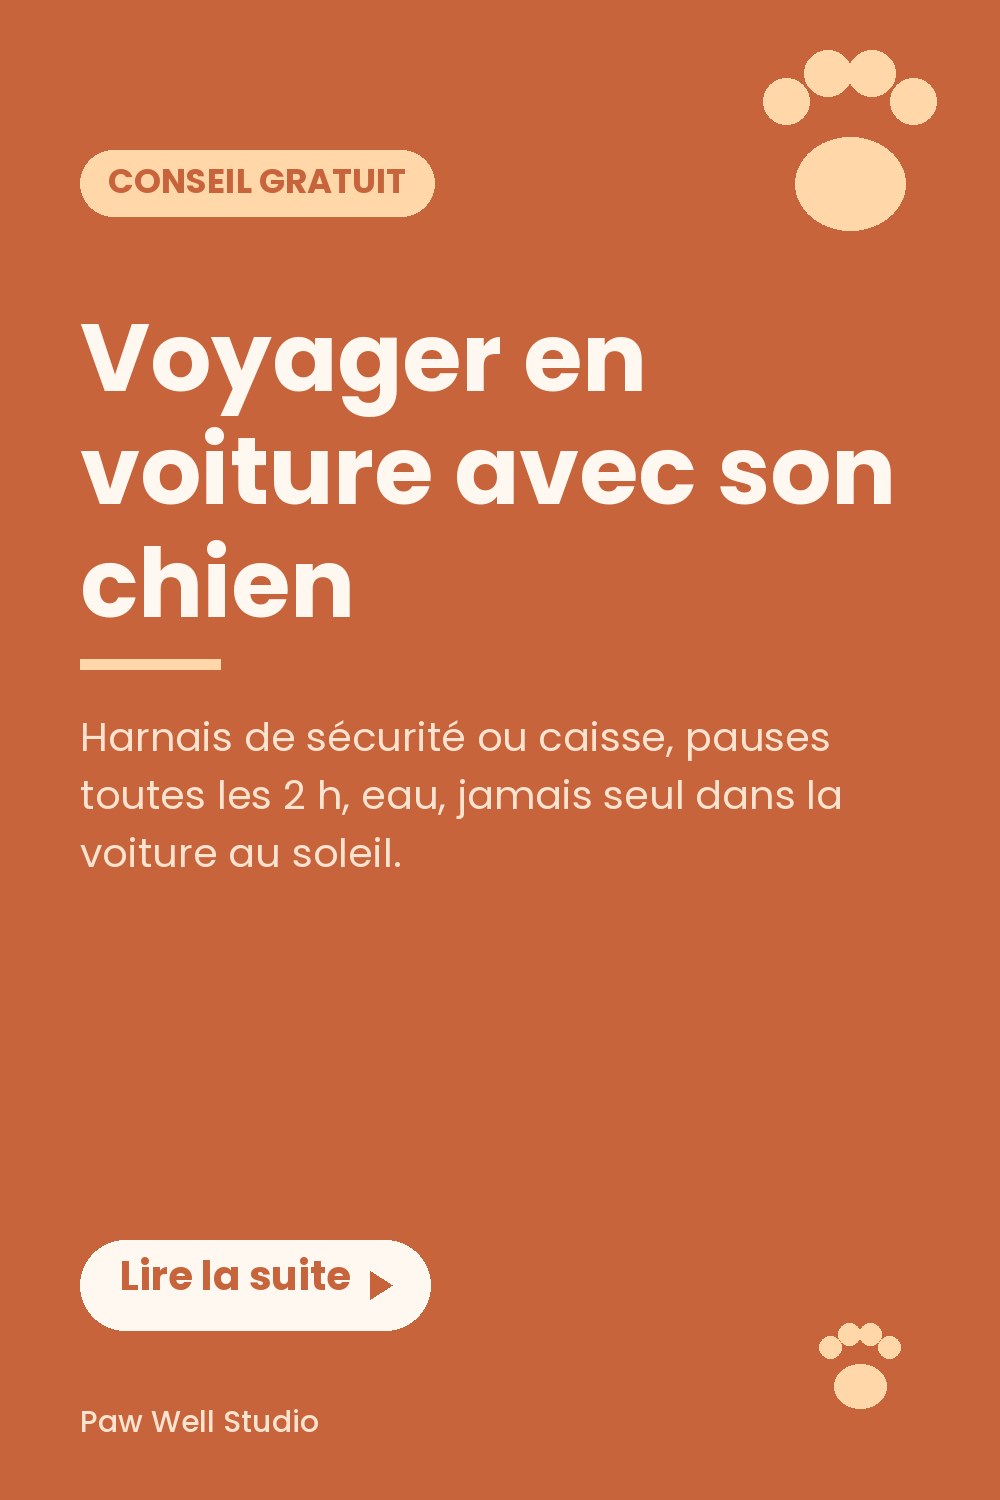 CONSEIL GRATUIT
Voyager en
voiture avec son
chien
Harnais de sécurité ou caisse, pauses
toutes les 2 h, eau, jamais seul dans la
voiture au soleil.
Lire la suite
Paw Well Studio